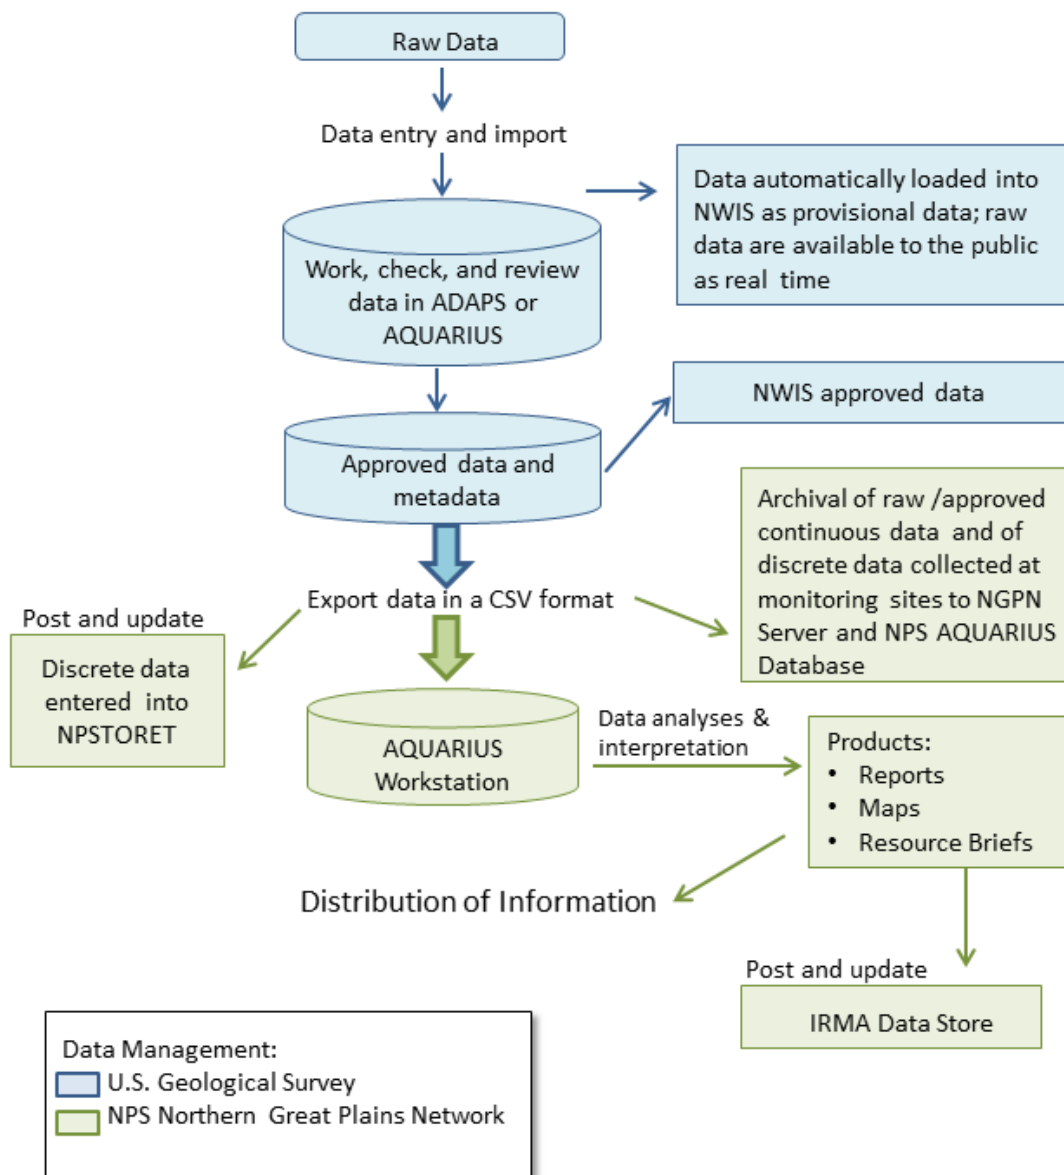 Raw Data
Data entry and import
Data automatically loaded into
NWIS as provisional data; raw
data are available to the public
as real time
Work, check, and review
data in ADAPS or
AQUARIUS
NWIS approved data
Approved data and
metadata
Archival of raw /approved
continuous data and of
discrete data collected at
monitoring sites to NGPN
Server and NPS AQUARIUS
Database
Export data in a CSV format
Post and update
Discrete data
entered into
NPSTORET
AQUARIUS
Workstation
Data analyses &
interpretation
Products:
• Reports
• Maps
• Resource Briefs
Distribution of Information
Post and update
IRMA Data Store
Data Management:
U.S. Geological Survey
NPS Northern Great Plains Network